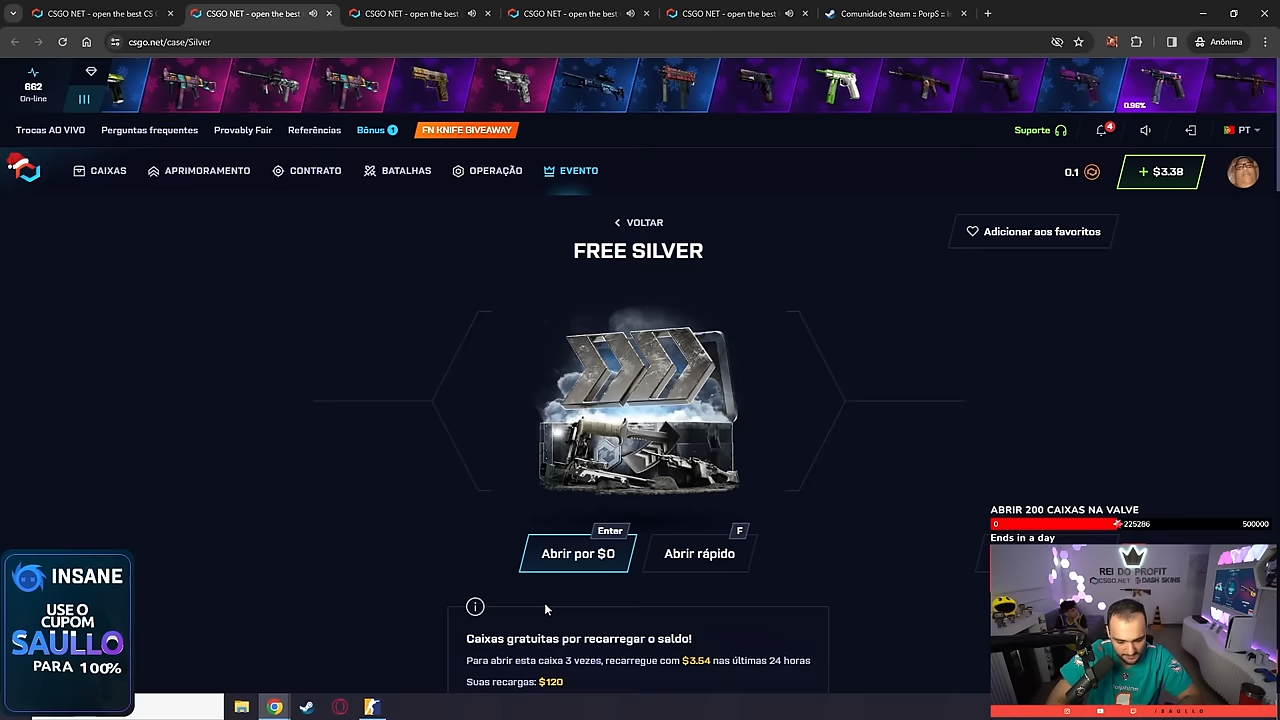 CSGO NET - open the best CS
CSGO NET - open the best
CSGO NET - open the best
CSGO NET - open the best
CSGO NET - open the best
Comunidade Steam :: PorpS :: I
csgo.net/case/Silver
Anônima
662
On-line
0.96%
Trocas AO VIVO
Perguntas frequentes
Provably Fair
Referências
Bônus 1
FN KNIFE GIVEAWAY
Suporte
4
PT
CAIXAS
APRIMORAMENTO
CONTRATO
BATALHAS
OPERAÇÃO
EVENTO
0.1
+ $3.38
VOLTAR
FREE SILVER
Adicionar aos favoritos
Enter
F
Abrir por $0
Abrir rápido
Caixas gratuitas por recarregar o saldo!
Para abrir esta caixa 3 vezes, recarregue com $3.54 nas últimas 24 horas
Suas recargas: $120
INSANE
USE O
CUPOM
SAULLO
PARA 100%
ABRIR 200 CAIXAS NA VALVE
0
225286
500000
Ends in a day
REI DO PROFIT
CSGO.NET
DASH SKINS
Dolphins
/SAULLO